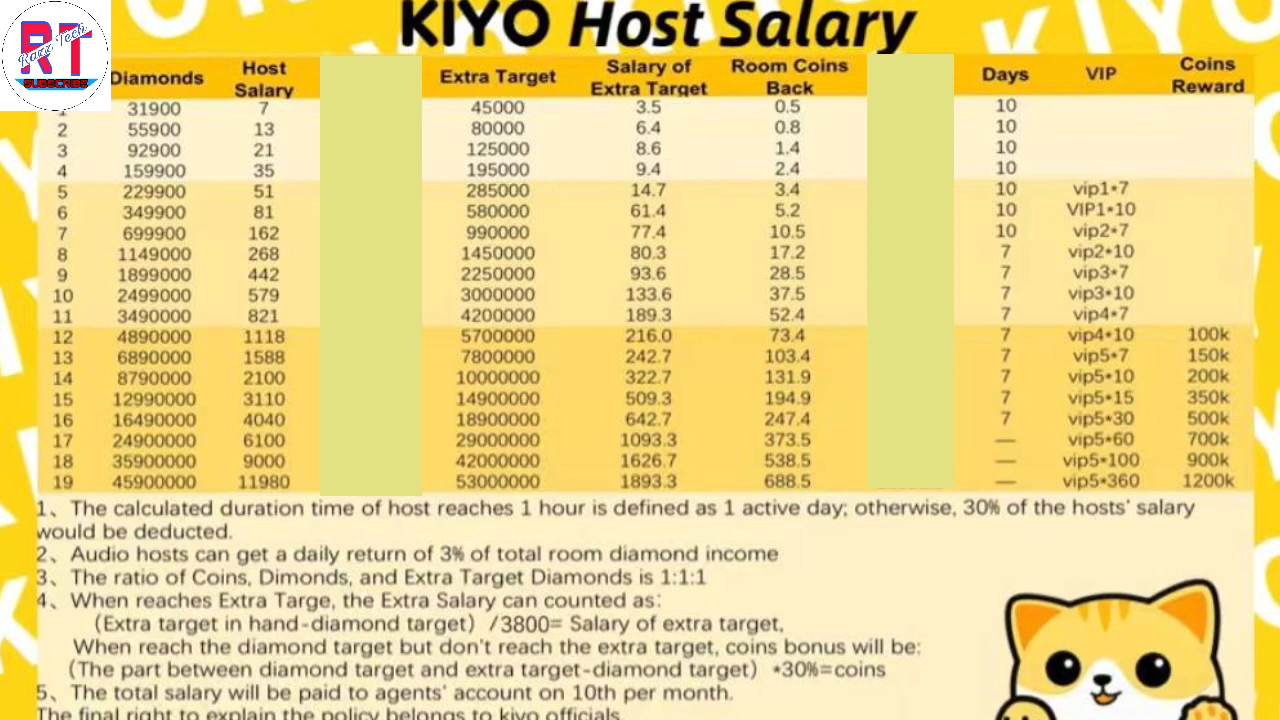 KIYO Host Salary
RT
Raza Tech
SUBSCRIBE
Diamonds Host Salary Extra Target Salary of Extra Target Room Coins Back Days VIP Coins Reward
1 31900 7 45000 3.5 0.5 10
2 55900 13 80000 6.4 0.8 10
3 92900 21 125000 8.6 1.4 10
4 159900 35 195000 9.4 2.4 10
5 229900 51 285000 14.7 3.4 10 vip1*7
6 349900 81 580000 61.4 5.2 10 VIP1*10
7 699900 162 990000 77.4 10.5 10 vip2*7
8 1149000 268 1450000 80.3 17.2 7 vip2*10
9 1899000 442 2250000 93.6 28.5 7 vip3*7
10 2499000 579 3000000 133.6 37.5 7 vip3*10
11 3490000 821 4200000 189.3 52.4 7 vip4*7
12 4890000 1118 5700000 216.0 73.4 7 vip4*10 100k
13 6890000 1588 7800000 242.7 103.4 7 vip5*7 150k
14 8790000 2100 10000000 322.7 131.9 7 vip5*10 200k
15 12990000 3110 14900000 509.3 194.9 7 vip5*15 350k
16 16490000 4040 18900000 642.7 247.4 7 vip5*30 500k
17 24900000 6100 29000000 1093.3 373.5 — vip5*60 700k
18 35900000 9000 42000000 1626.7 538.5 — vip5*100 900k
19 45900000 11980 53000000 1893.3 688.5 — vip5*360 1200k
1、The calculated duration time of host reaches 1 hour is defined as 1 active day; otherwise, 30% of the hosts' salary
would be deducted.
2、Audio hosts can get a daily return of 3% of total room diamond income
3、The ratio of Coins, Dimonds, and Extra Target Diamonds is 1:1:1
4、When reaches Extra Targe, the Extra Salary can counted as:
（Extra target in hand-diamond target）/3800= Salary of extra target,
When reach the diamond target but don't reach the extra target, coins bonus will be:
（The part between diamond target and extra target-diamond target）*30%=coins
5、The total salary will be paid to agents' account on 10th per month.
The final right to explain the policy belongs to kiyo officials.